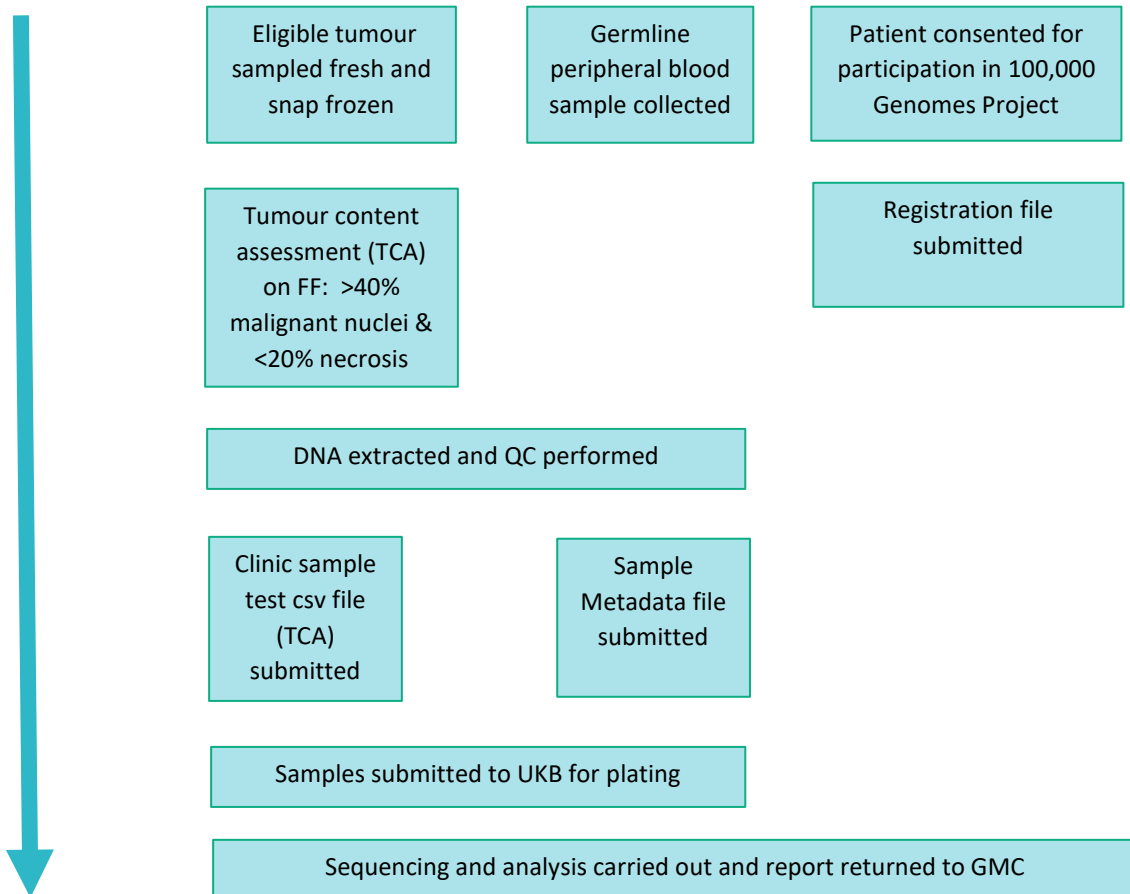 Eligible tumour
sampled fresh and
snap frozen
Germline
peripheral blood
sample collected
Patient consented for
participation in 100,000
Genomes Project
Tumour content
assessment (TCA)
on FF:  >40%
malignant nuclei &
<20% necrosis
Registration file
submitted
DNA extracted and QC performed
Clinic sample
test csv file
(TCA)
submitted
Sample
Metadata file
submitted
Samples submitted to UKB for plating
Sequencing and analysis carried out and report returned to GMC